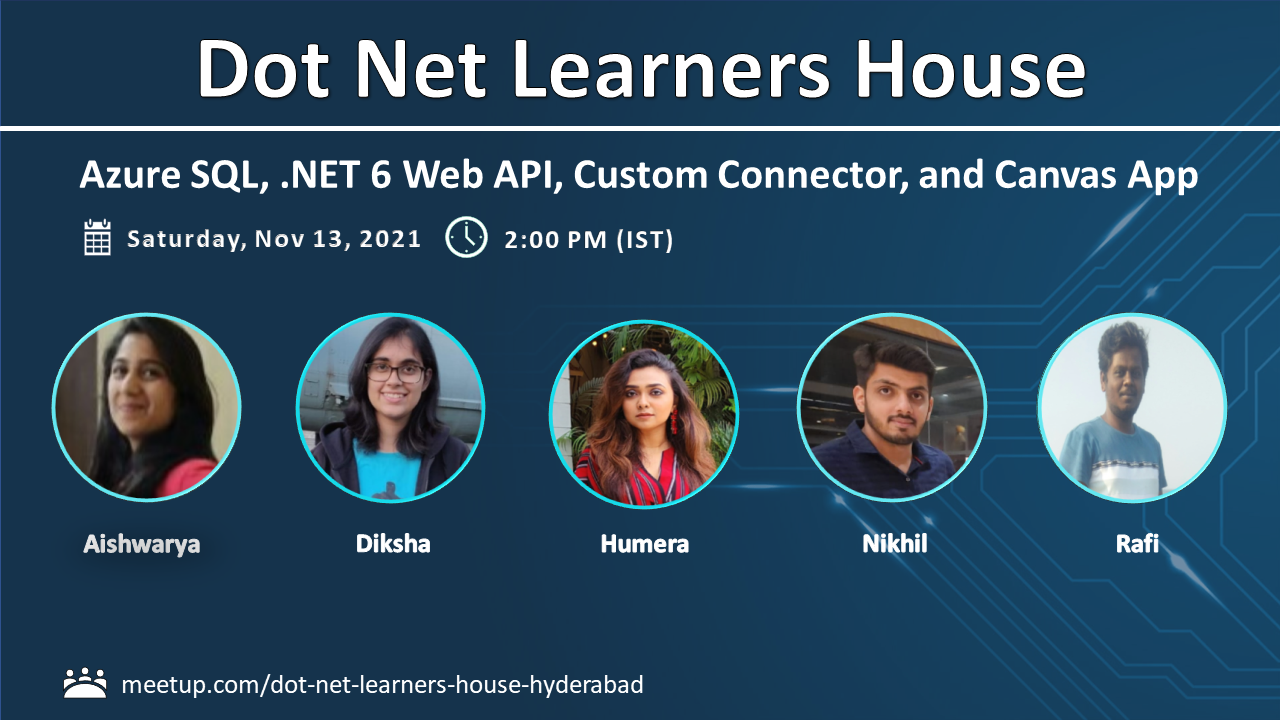 Dot Net Learners House
Azure SQL, .NET 6 Web API, Custom Connector, and Canvas App
Saturday, Nov 13, 2021 2:00 PM (IST)
Aishwarya Diksha Humera Nikhil Rafi
meetup.com/dot-net-learners-house-hyderabad